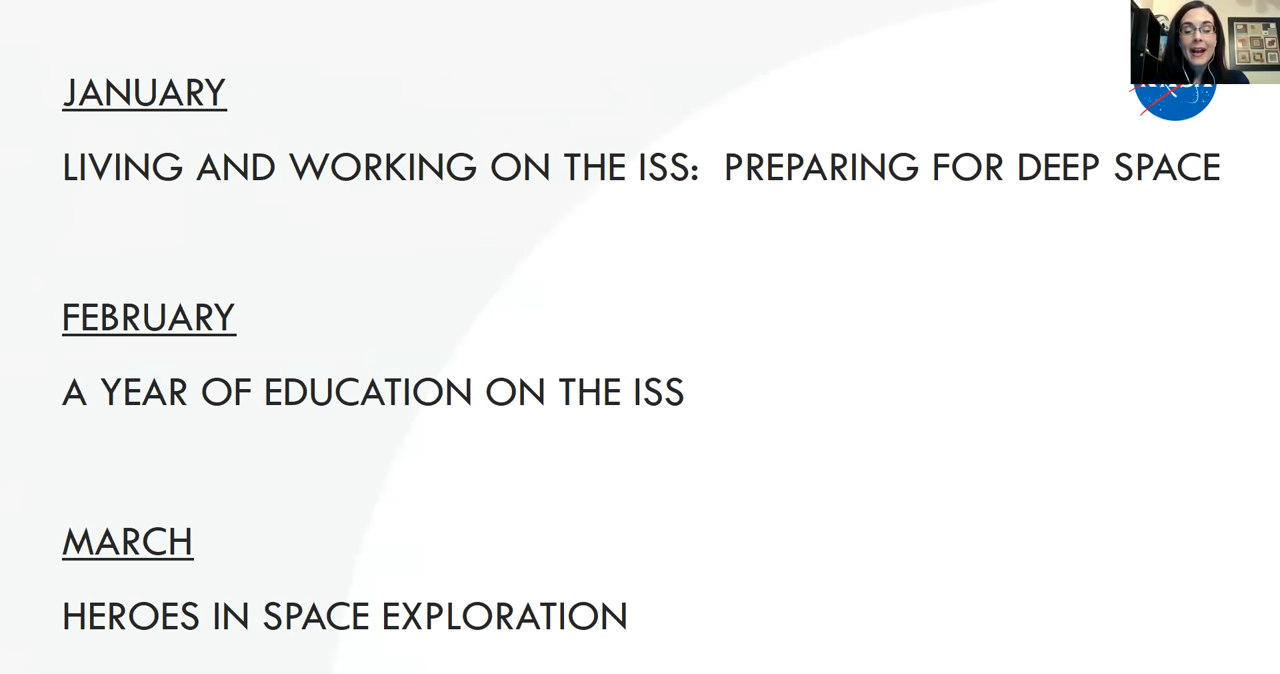 JANUARY
LIVING AND WORKING ON THE ISS: PREPARING FOR DEEP SPACE
FEBRUARY
A YEAR OF EDUCATION ON THE ISS
MARCH
HEROES IN SPACE EXPLORATION